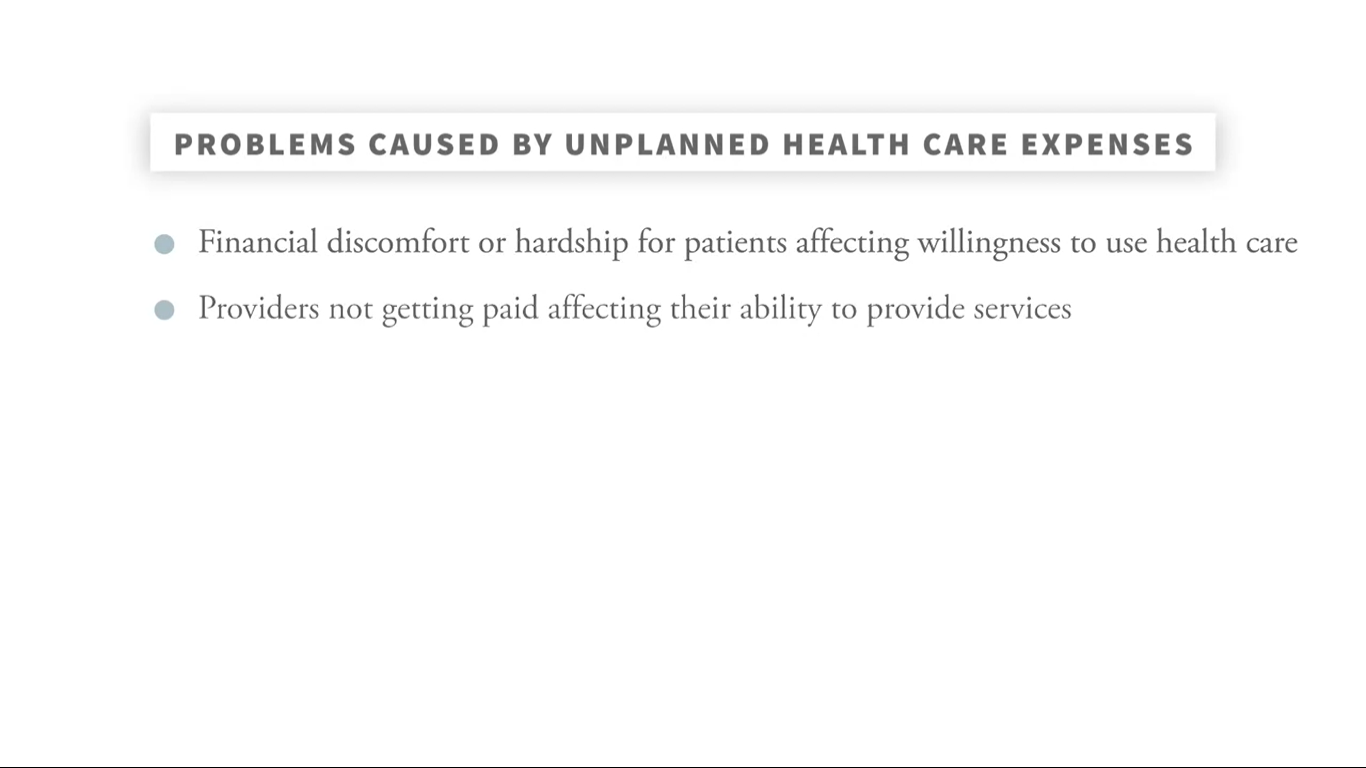 PROBLEMS CAUSED BY UNPLANNED HEALTH CARE EXPENSES
Financial discomfort or hardship for patients affecting willingness to use health care
Providers not getting paid affecting their ability to provide services